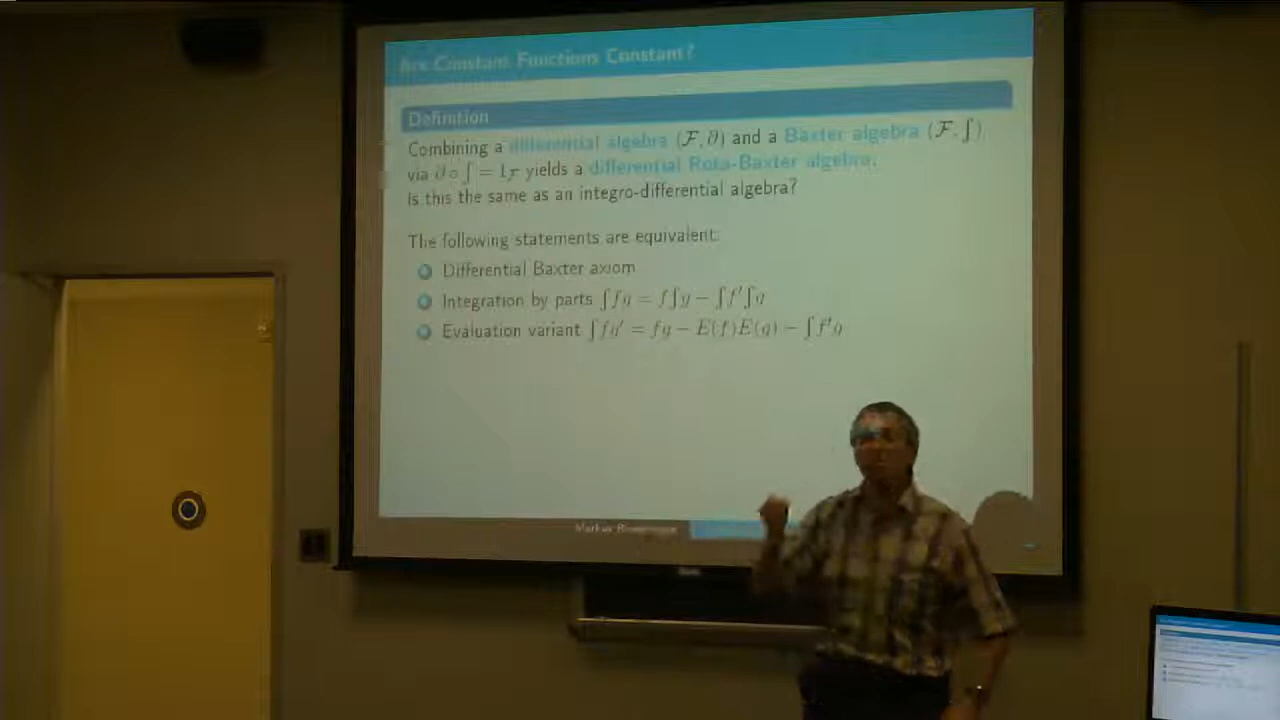 Are Constant Functions Constant?
Definition
Combining a differential algebra (ℱ, ∂) and a Baxter algebra (ℱ, ∫)
via ∂ ∘ ∫ = 1ℱ yields a differential Rota-Baxter algebra.
Is this the same as an integro-differential algebra?
The following statements are equivalent:
Differential Baxter axiom
Integration by parts ∫fg = f∫g − ∫f′∫g
Evaluation variant ∫fg′ = fg − E(f)E(g) − ∫f′g
Markus